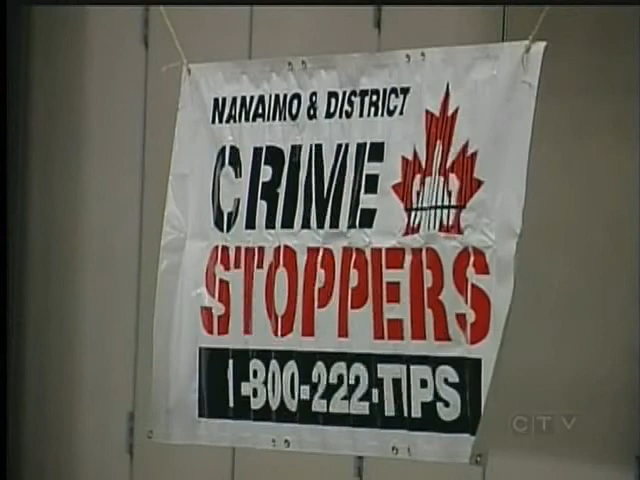 NANAIMO & DISTRICT
CRIME
STOPPERS
1-800-222-TIPS
CTV